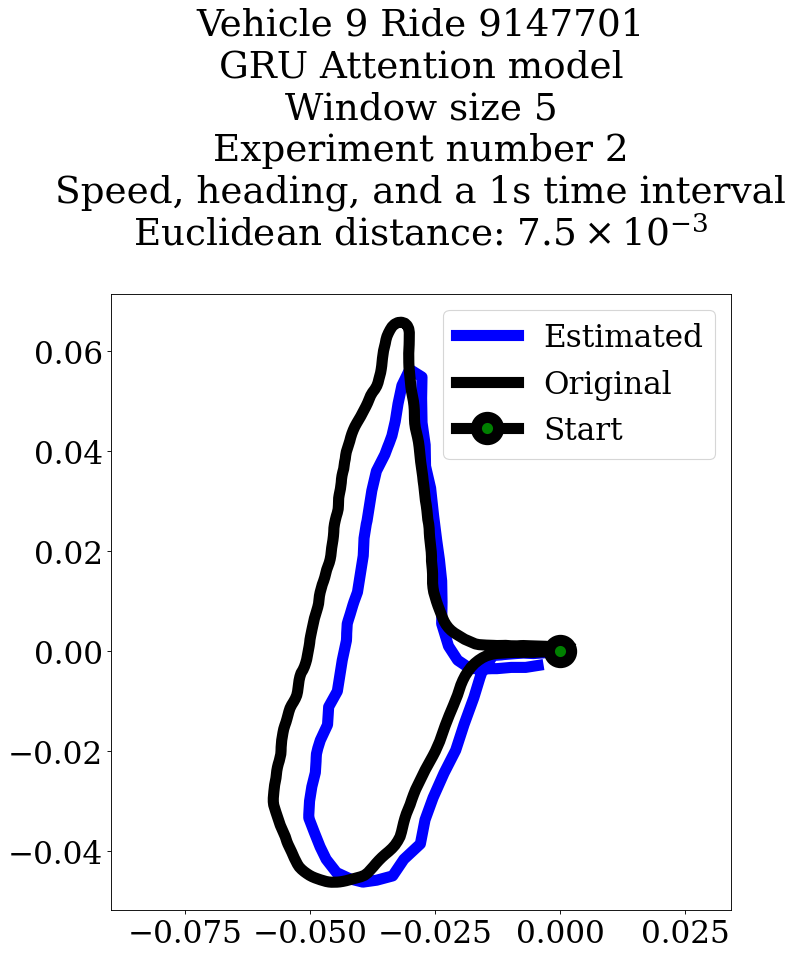 Vehicle 9 Ride 9147701
GRU Attention model
Window size 5
Experiment number 2
Speed, heading, and a 1s time interval
Euclidean distance: 7.5 × 10⁻³
Estimated
Original
Start
0.06
0.04
0.02
0.00
−0.02
−0.04
−0.075 −0.050 −0.025 0.000 0.025